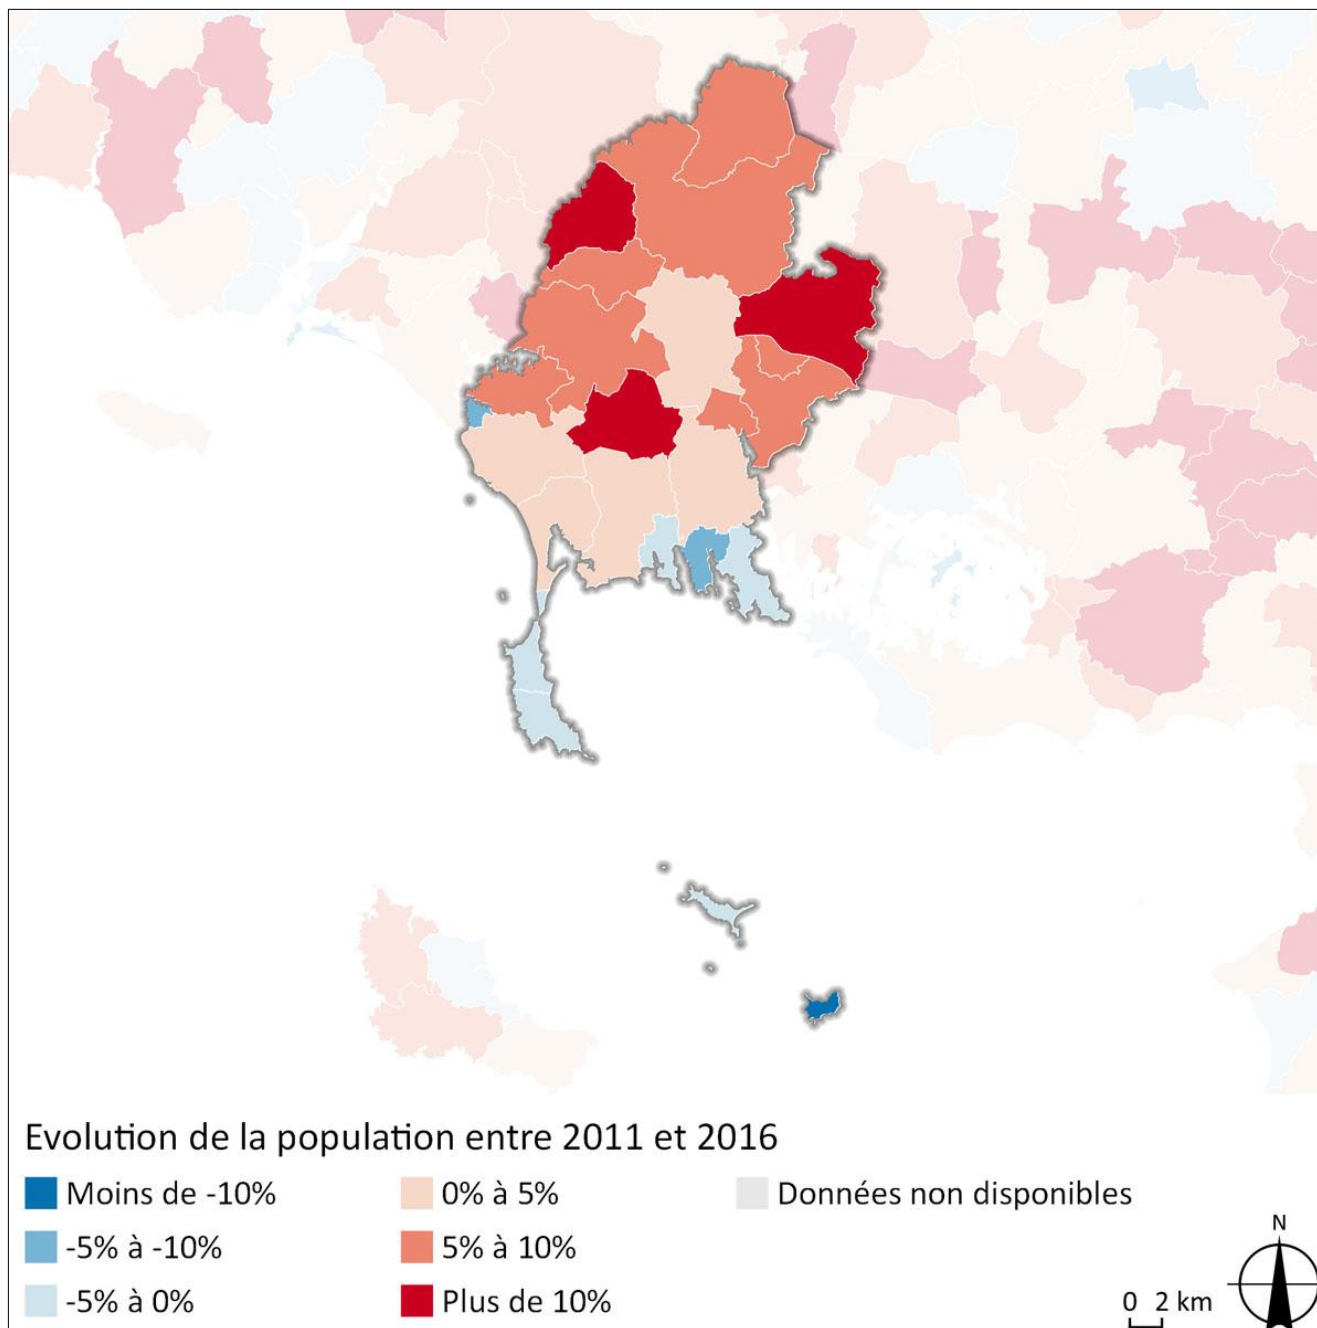 Evolution de la population entre 2011 et 2016
Moins de -10%
-5% à -10%
-5% à 0%
0% à 5%
5% à 10%
Plus de 10%
Données non disponibles
0 2 km
N